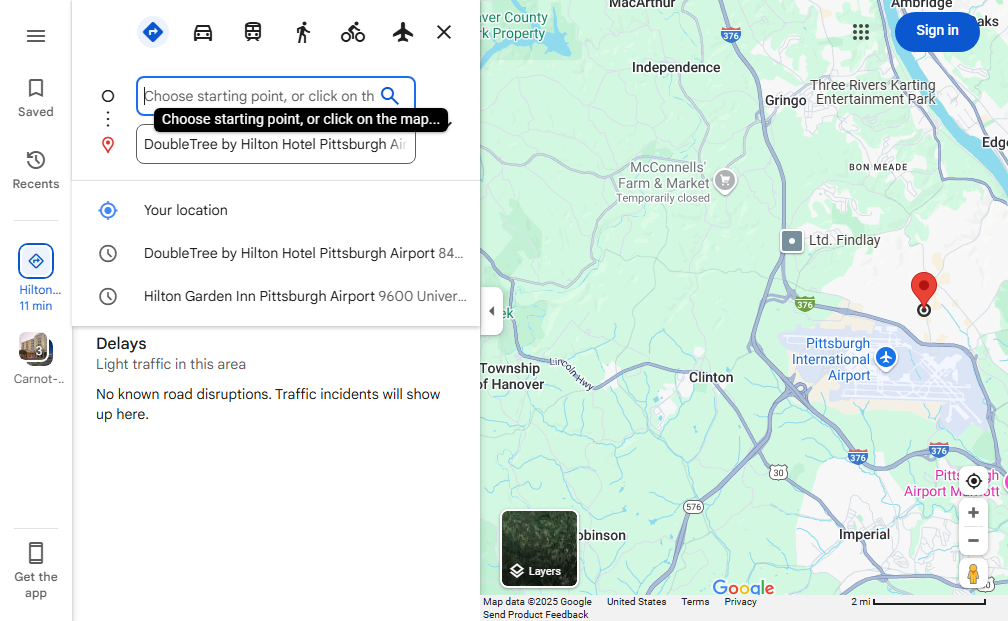 Saved
Recents
Hilton...
11 min
3
Carnot-..
Get the
app
Choose starting point, or click on th
Choose starting point, or click on the map...
DoubleTree by Hilton Hotel Pittsburgh Air
Your location
DoubleTree by Hilton Hotel Pittsburgh Airport 84...
Hilton Garden Inn Pittsburgh Airport 9600 Univer...
Delays
Light traffic in this area
No known road disruptions. Traffic incidents will show
up here.
MacArthur
Ambridge
Sign in
aks
ver County
rk Property
376
Independence
Gringo
Three Rivers Karting
Entertainment Park
Edge
BON MEADE
McConnells'
Farm & Market
Temporarily closed
Ltd. Findlay
ek
376
Pittsburgh
International
Airport
Lincoln Hwy
Township
of Hanover
Clinton
376
376
30
Pittsburgh
Airport Marriott
576
Imperial
obinson
Layers
Google
Map data ©2025 Google
United States
Terms
Privacy
2 mi
Send Product Feedback